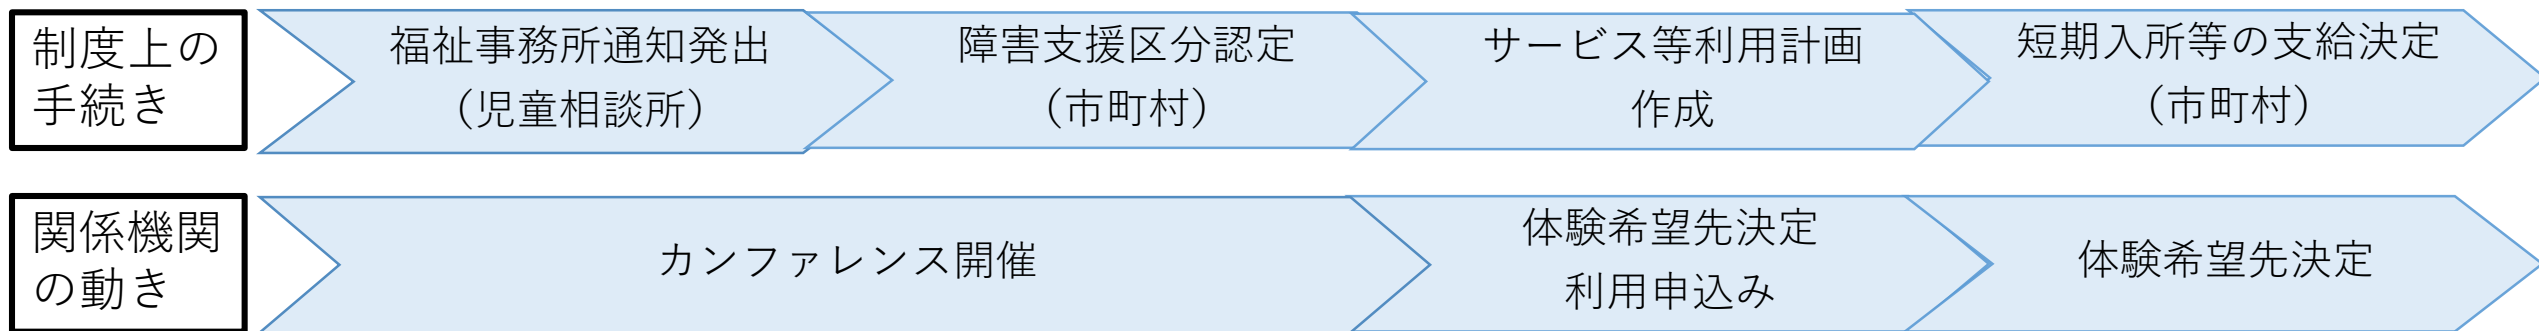 制度上の
手続き
福祉事務所通知発出
(児童相談所)
障害支援区分認定
(市町村)
サービス等利用計画
作成
短期入所等の支給決定
(市町村)
関係機関
の動き
カンファレンス開催
体験希望先決定
利用申込み
体験希望先決定